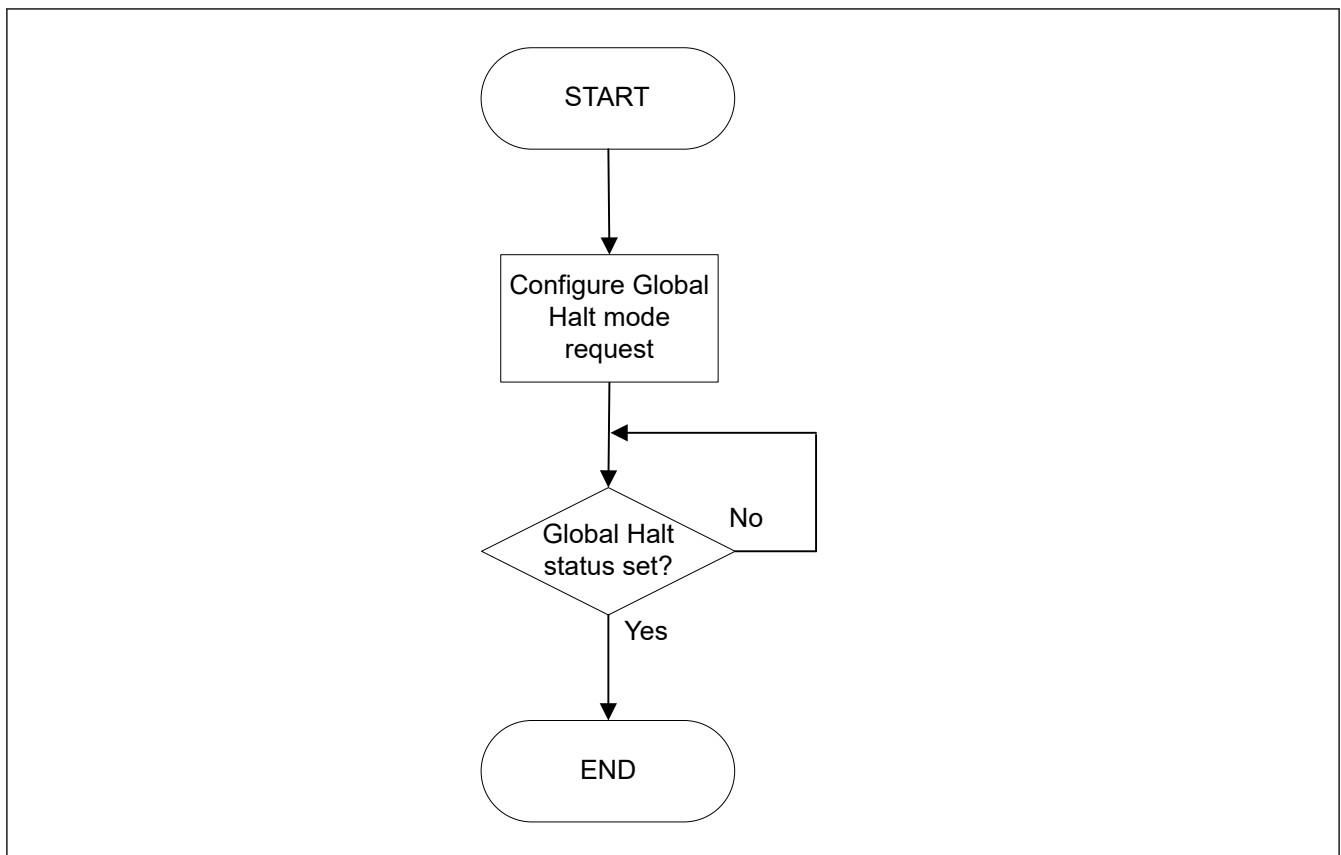 START
Configure Global
Halt mode
request
Global Halt
status set?
No
Yes
END